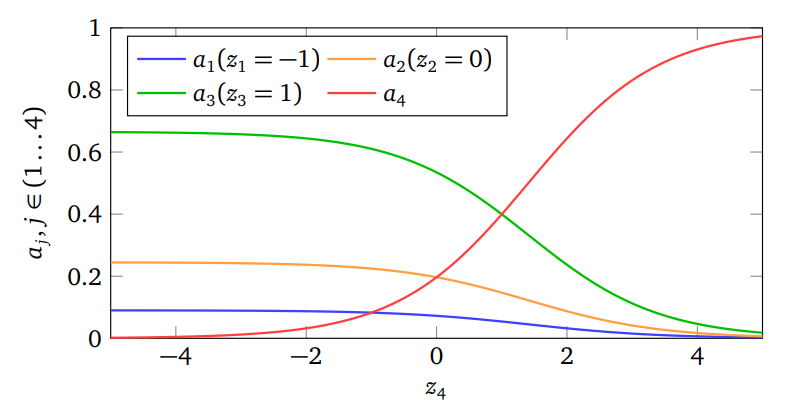 1
a₁(z₁ = −1) a₂(z₂ = 0)
a₃(z₃ = 1) a₄
0.8
0.6
0.4
0.2
0
aⱼ, j ∈ (1…4)
−4 −2 0 2 4
z₄